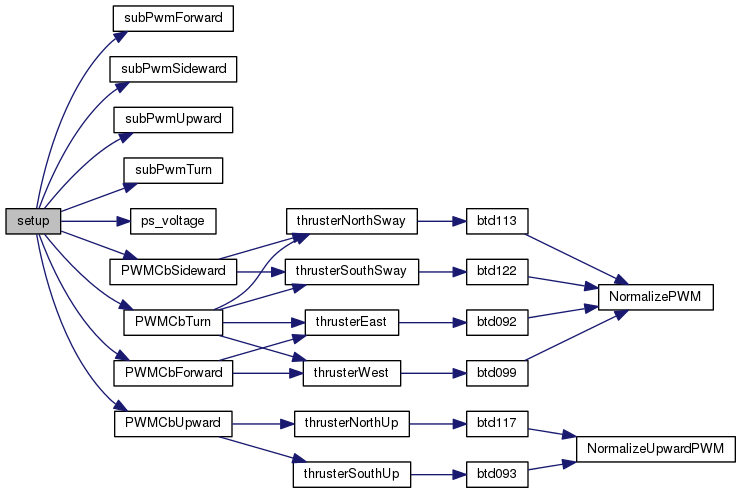 subPwmForward
subPwmSideward
subPwmUpward
subPwmTurn
setup
ps_voltage
thrusterNorthSway
btd113
PWMCbSideward
thrusterSouthSway
btd122
NormalizePWM
PWMCbTurn
thrusterEast
btd092
PWMCbForward
thrusterWest
btd099
PWMCbUpward
thrusterNorthUp
btd117
NormalizeUpwardPWM
thrusterSouthUp
btd093